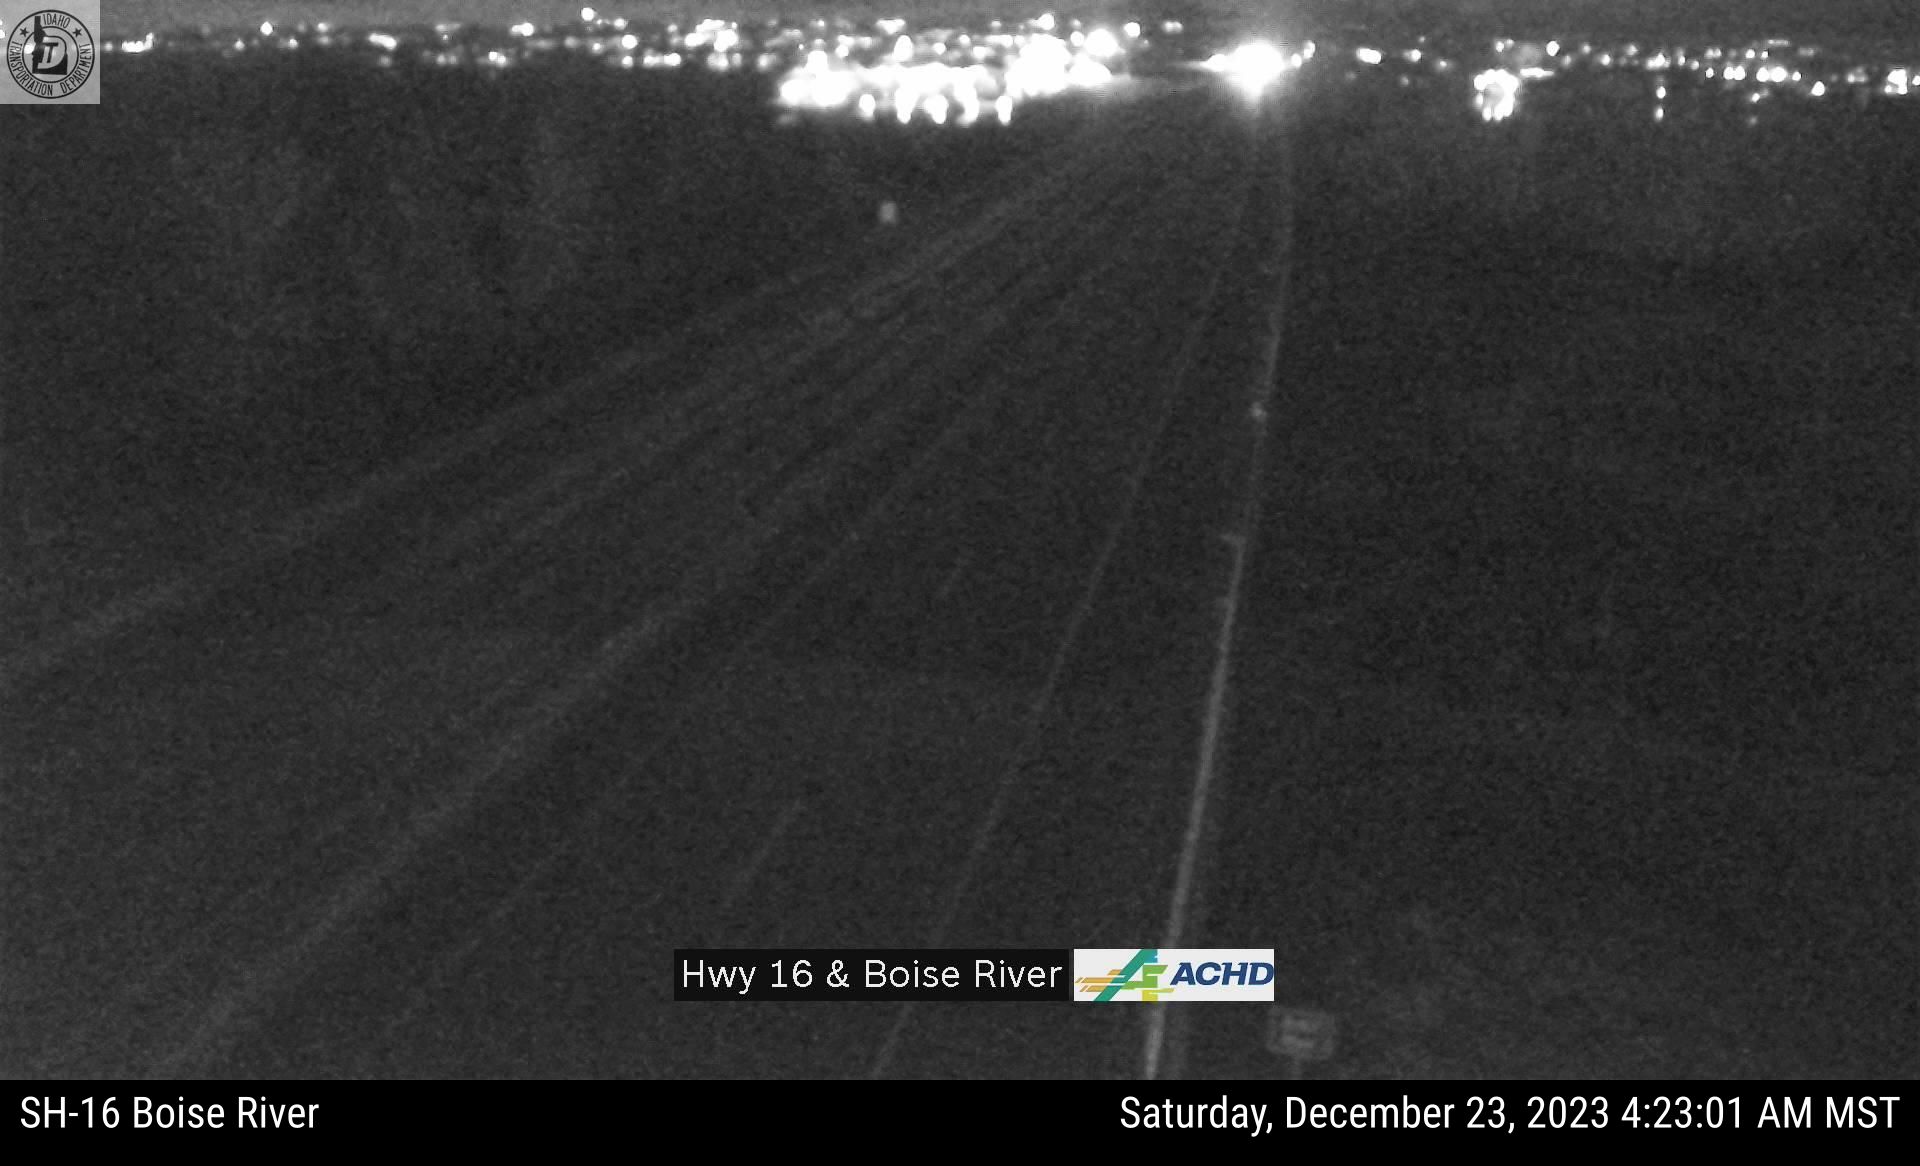 IDAHO
TRANSPORTATION DEPARTMENT
Hwy 16 & Boise River
ACHD
SH-16 Boise River
Saturday, December 23, 2023 4:23:01 AM MST